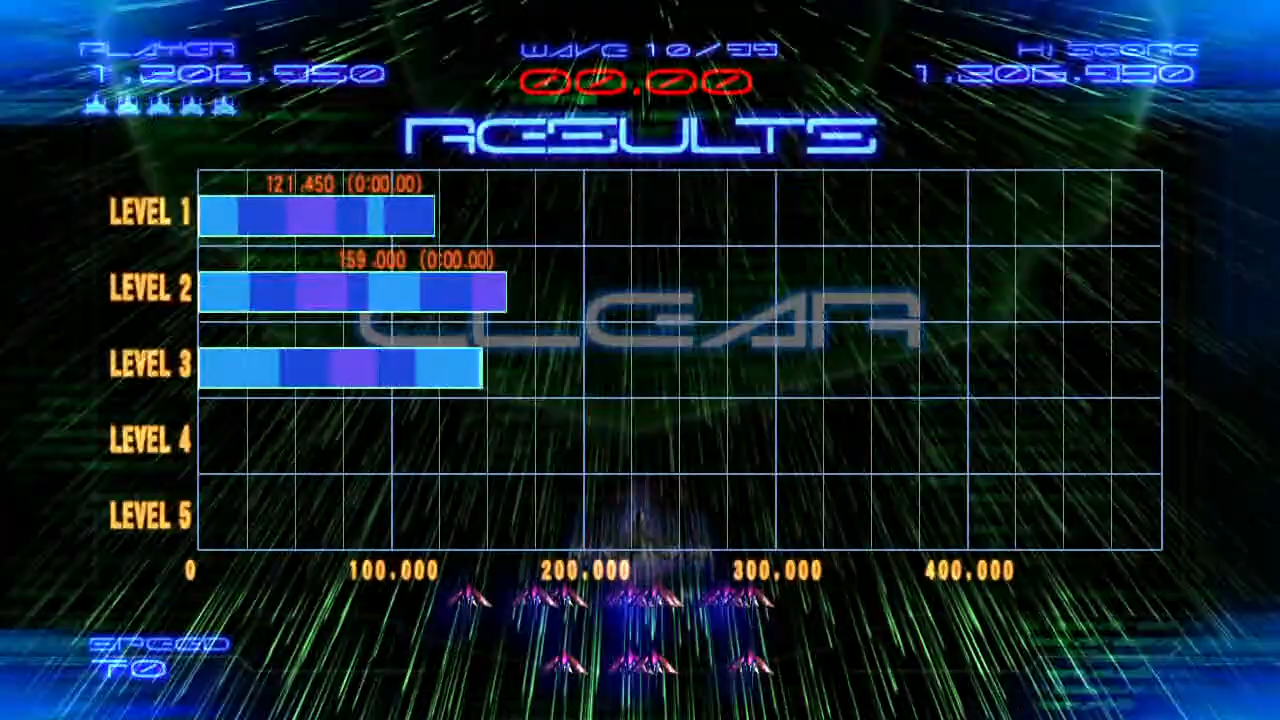 PLAYER
1,206,950
WAVE 10/99
00.00
HI SCORE
1,206,950
RESULTS
121.450 (0:00.00)
LEVEL 1
159.000 (0:00.00)
LEVEL 2
CLEAR
LEVEL 3
LEVEL 4
LEVEL 5
0 100,000 200,000 300,000 400,000
SPEED
70